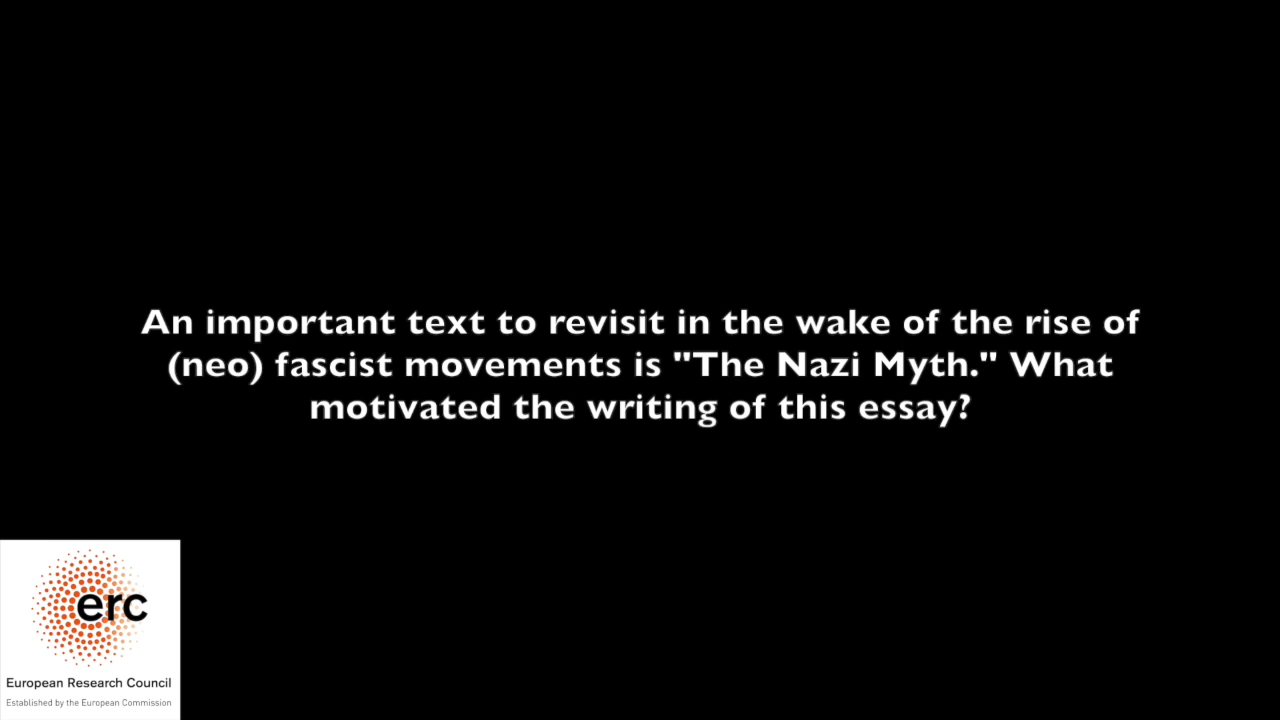 An important text to revisit in the wake of the rise of
(neo) fascist movements is "The Nazi Myth." What
motivated the writing of this essay?
erc
European Research Council
Established by the European Commission